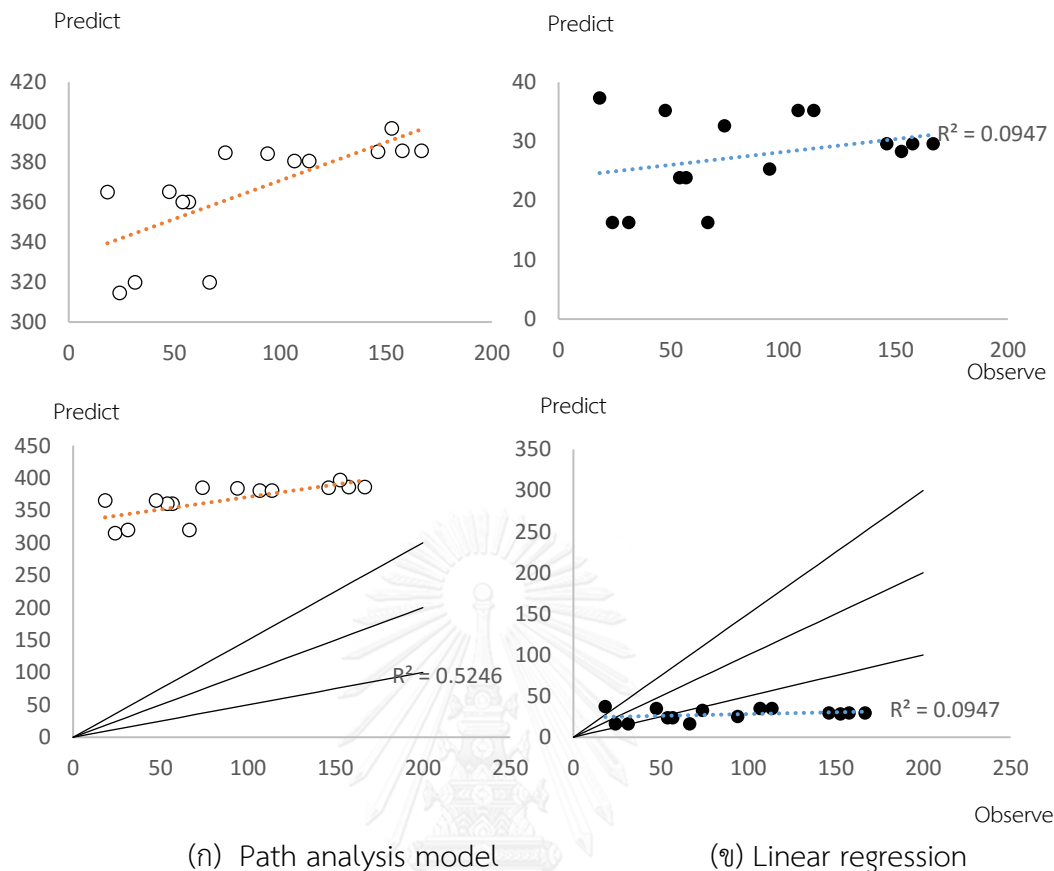 Predict
420
400
380
360
340
320
300
0 50 100 150 200
Predict
40
30
20
10
0
R² = 0.0947
0 50 100 150 200
Observe
Predict
450
400
350
300
250
200
150
100
50
0
R² = 0.5246
0 50 100 150 200 250
Predict
350
300
250
200
150
100
50
0
R² = 0.0947
0 50 100 150 200 250
Observe
(ก) Path analysis model
(ข) Linear regression